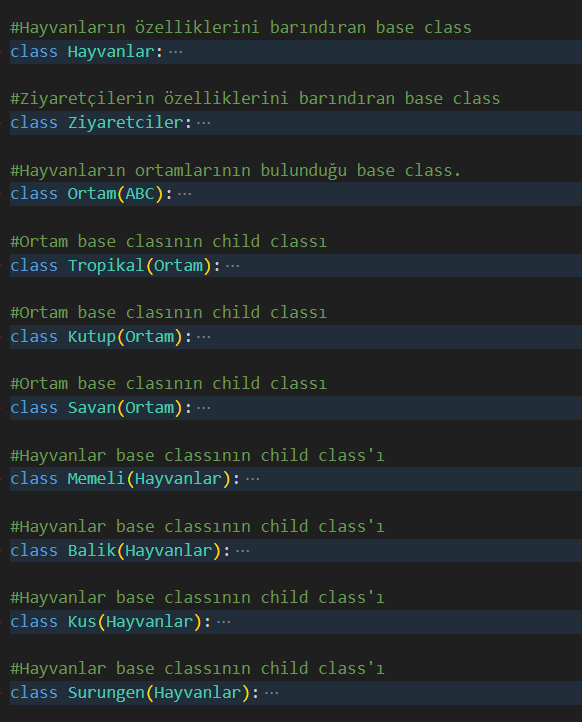 #Hayvanların özelliklerini barındıran base class
class Hayvanlar: ···
#Ziyaretçilerin özelliklerini barındıran base class
class Ziyaretciler: ···
#Hayvanların ortamlarının bulunduğu base class.
class Ortam(ABC): ···
#Ortam base clasının child classı
class Tropikal(Ortam): ···
#Ortam base clasının child classı
class Kutup(Ortam): ···
#Ortam base clasının child classı
class Savan(Ortam): ···
#Hayvanlar base classının child class'ı
class Memeli(Hayvanlar): ···
#Hayvanlar base classının child class'ı
class Balik(Hayvanlar): ···
#Hayvanlar base classının child class'ı
class Kus(Hayvanlar): ···
#Hayvanlar base classının child class'ı
class Surungen(Hayvanlar): ···